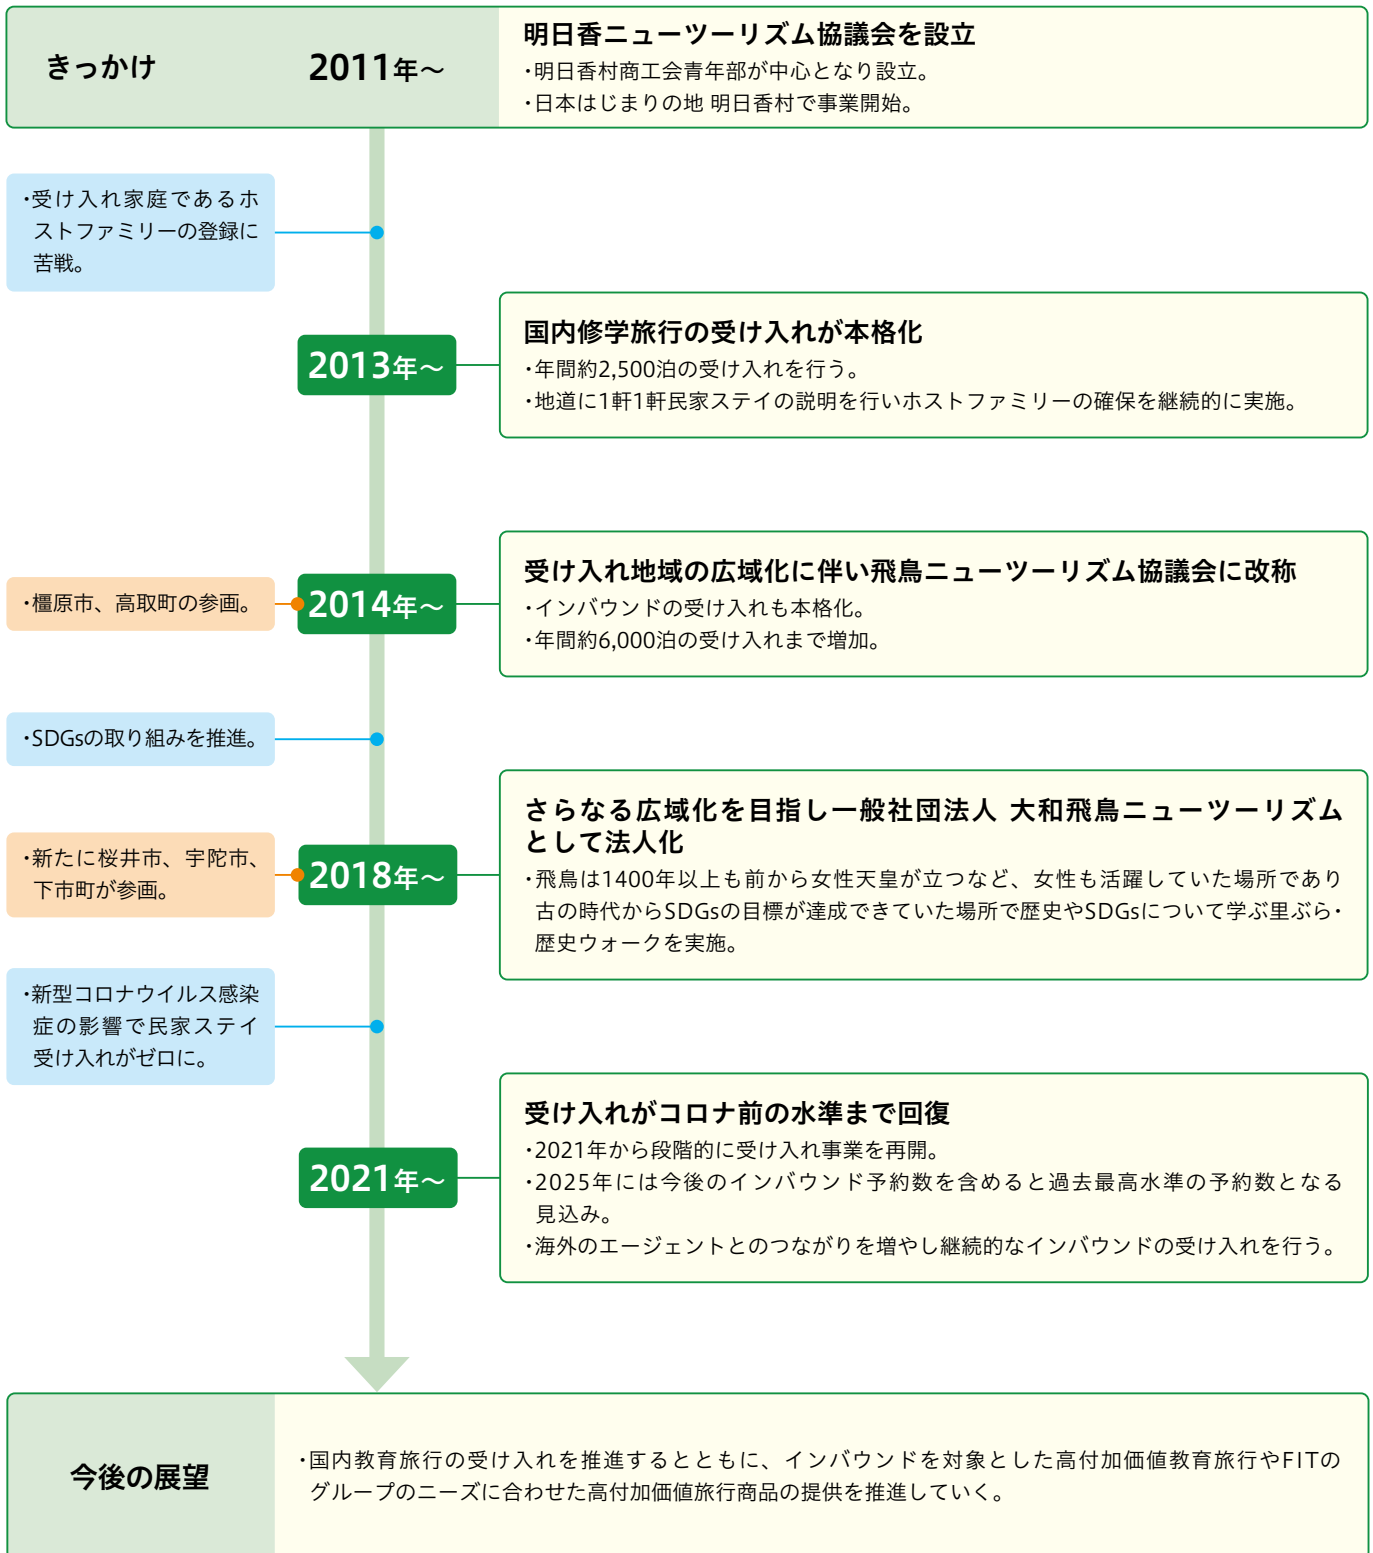 きっかけ
2011年～
明日香ニューツーリズム協議会を設立
・明日香村商工会青年部が中心となり設立。
・日本はじまりの地 明日香村で事業開始。
・受け入れ家庭であるホ
ストファミリーの登録に
苦戦。
2013年～
国内修学旅行の受け入れが本格化
・年間約2,500泊の受け入れを行う。
・地道に1軒1軒民家ステイの説明を行いホストファミリーの確保を継続的に実施。
・橿原市、高取町の参画。
2014年～
受け入れ地域の広域化に伴い飛鳥ニューツーリズム協議会に改称
・インバウンドの受け入れも本格化。
・年間約6,000泊の受け入れまで増加。
・SDGsの取り組みを推進。
・新たに桜井市、宇陀市、
下市町が参画。
2018年～
さらなる広域化を目指し一般社団法人 大和飛鳥ニューツーリズム
として法人化
・飛鳥は1400年以上も前から女性天皇が立つなど、女性も活躍していた場所であり
古の時代からSDGsの目標が達成できていた場所で歴史やSDGsについて学ぶ里ぶら・
歴史ウォークを実施。
・新型コロナウイルス感染
症の影響で民家ステイ
受け入れがゼロに。
2021年～
受け入れがコロナ前の水準まで回復
・2021年から段階的に受け入れ事業を再開。
・2025年には今後のインバウンド予約数を含めると過去最高水準の予約数となる
見込み。
・海外のエージェントとのつながりを増やし継続的なインバウンドの受け入れを行う。
今後の展望
・国内教育旅行の受け入れを推進するとともに、インバウンドを対象とした高付加価値教育旅行やFITの
グループのニーズに合わせた高付加価値旅行商品の提供を推進していく。